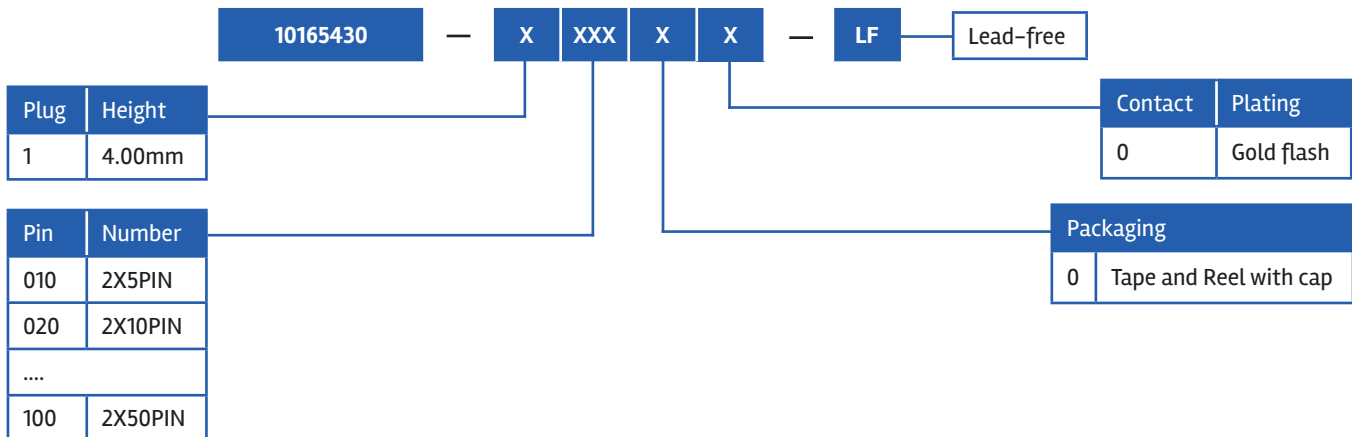 10165430 — X XXX X X — LF Lead-free
Plug Height
1 4.00mm
Contact Plating
0 Gold flash
Pin Number
010 2X5PIN
020 2X10PIN
....
100 2X50PIN
Packaging
0 Tape and Reel with cap